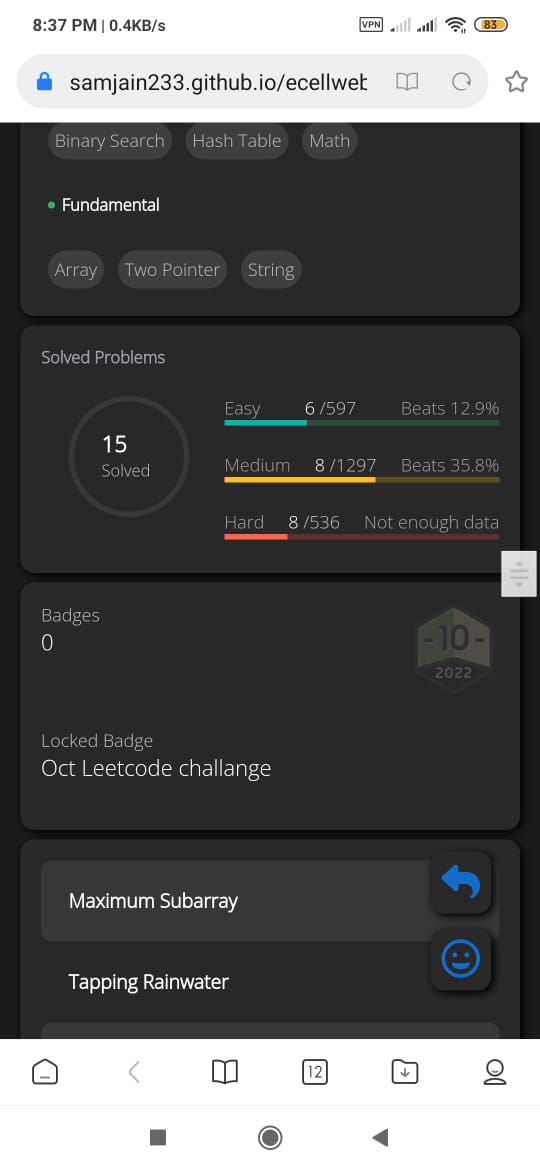 8:37 PM | 0.4KB/s VPN 83
samjain233.github.io/ecellwet
Binary Search Hash Table Math
• Fundamental
Array Two Pointer String
Solved Problems
15
Solved
Easy 6 /597 Beats 12.9%
Medium 8 /1297 Beats 35.8%
Hard 8 /536 Not enough data
Badges
0
-10-
2022
Locked Badge
Oct Leetcode challange
Maximum Subarray
Tapping Rainwater
12